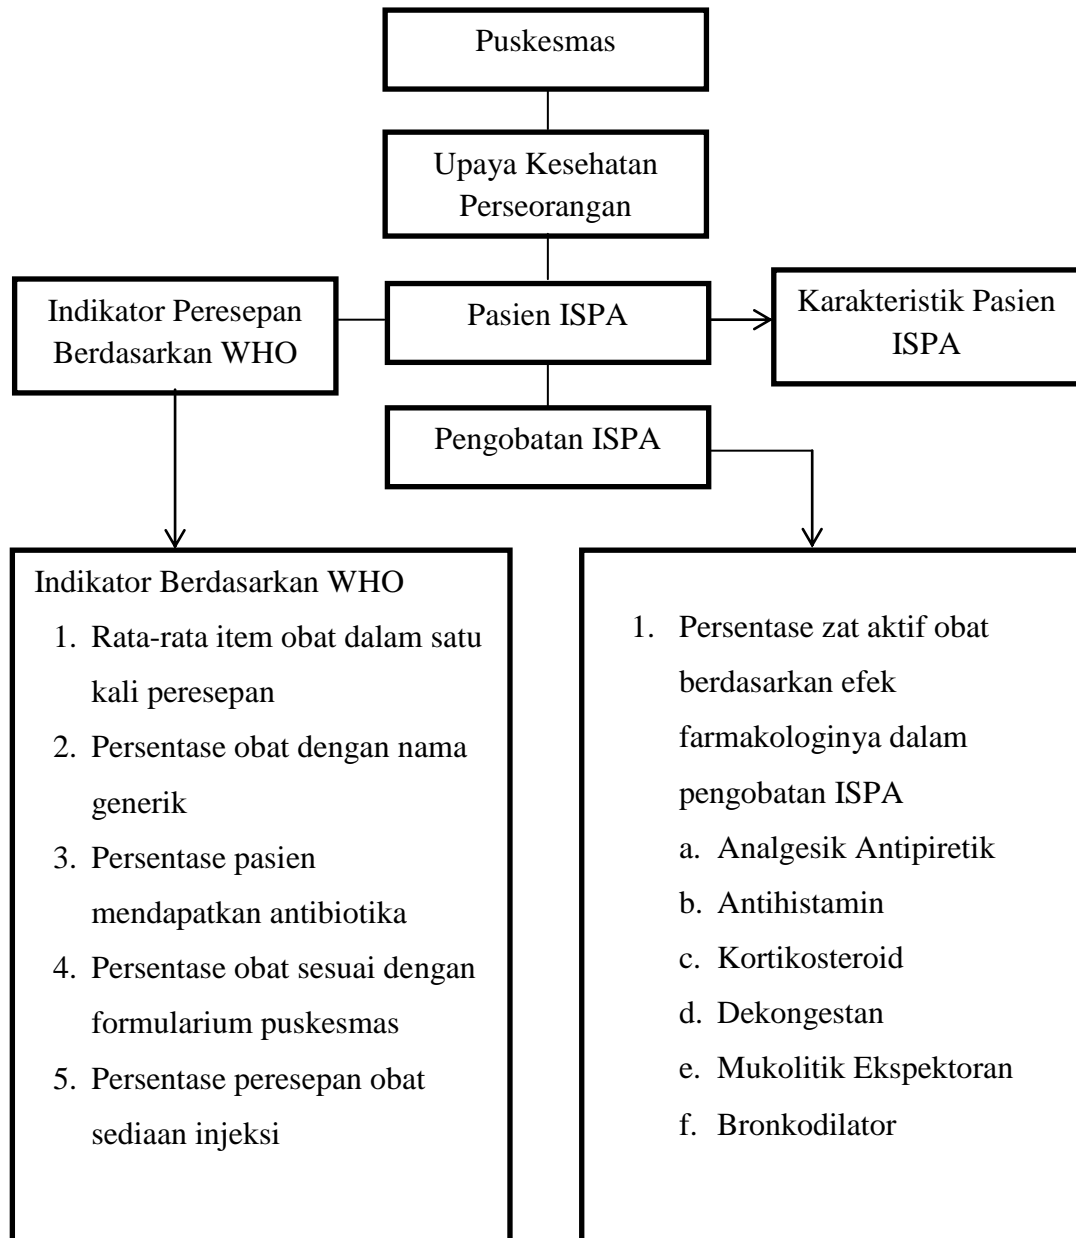 Puskesmas
Upaya Kesehatan
Perseorangan
Indikator Peresepan
Berdasarkan WHO
Pasien ISPA
Karakteristik Pasien
ISPA
Pengobatan ISPA
Indikator Berdasarkan WHO
1. Rata-rata item obat dalam satu
kali peresepan
2. Persentase obat dengan nama
generik
3. Persentase pasien
mendapatkan antibiotika
4. Persentase obat sesuai dengan
formularium puskesmas
5. Persentase peresepan obat
sediaan injeksi
1. Persentase zat aktif obat
berdasarkan efek
farmakologinya dalam
pengobatan ISPA
a. Analgesik Antipiretik
b. Antihistamin
c. Kortikosteroid
d. Dekongestan
e. Mukolitik Ekspektoran
f. Bronkodilator